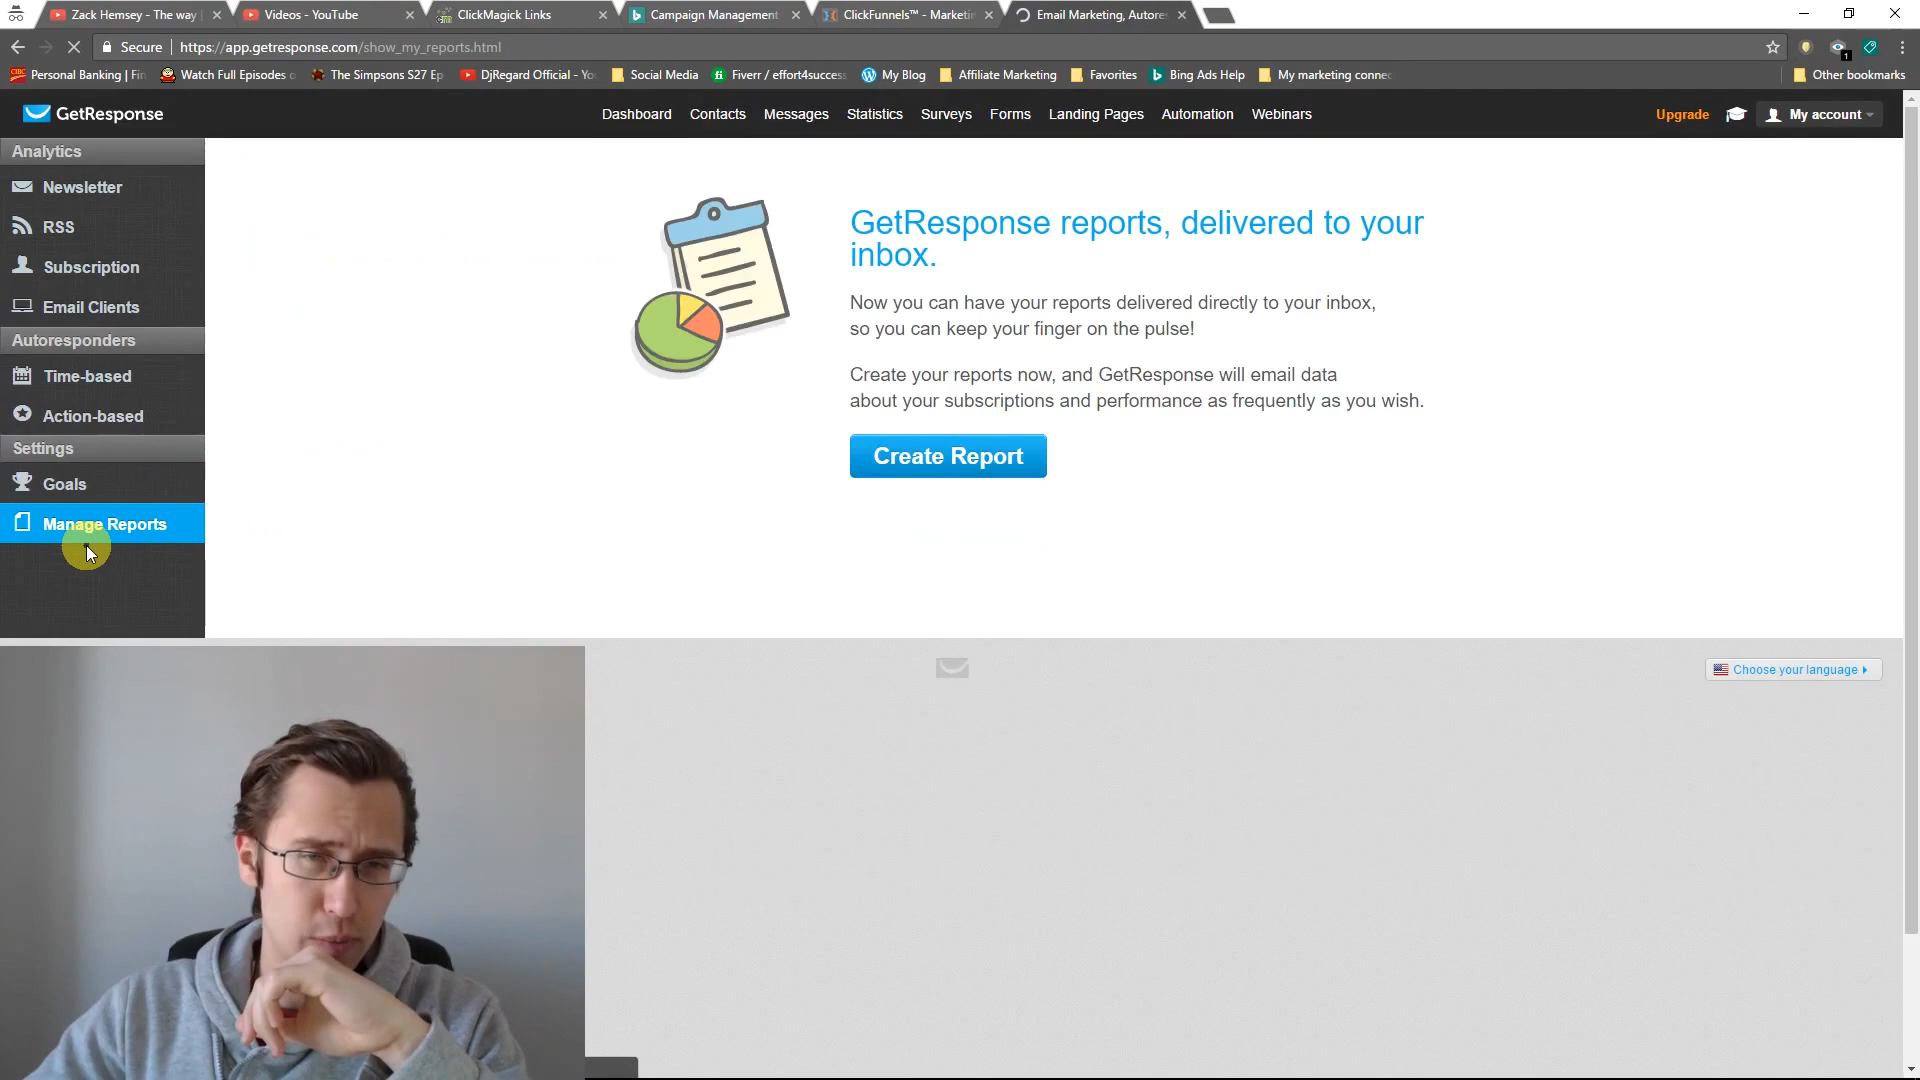 Zack Hemsey - The way
Videos - YouTube
ClickMagick Links
Campaign Management
ClickFunnels™ - Marketin
Email Marketing, Autores
Secure
https://app.getresponse.com/show_my_reports.html
1
Personal Banking | Fin
Watch Full Episodes o
The Simpsons S27 Ep
DjRegard Official - Yo
Social Media
Fiverr / effort4success
My Blog
Affiliate Marketing
Favorites
Bing Ads Help
My marketing connec
Other bookmarks
GetResponse
Dashboard
Contacts
Messages
Statistics
Surveys
Forms
Landing Pages
Automation
Webinars
Upgrade
My account
Analytics
Newsletter
RSS
Subscription
Email Clients
Autoresponders
Time-based
Action-based
Settings
Goals
Manage Reports
GetResponse reports, delivered to your
inbox.
Now you can have your reports delivered directly to your inbox,
so you can keep your finger on the pulse!
Create your reports now, and GetResponse will email data
about your subscriptions and performance as frequently as you wish.
Create Report
Choose your language